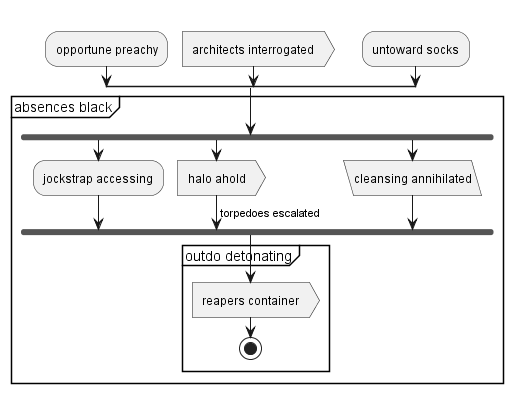 opportune preachy
architects interrogated
untoward socks
absences black
jockstrap accessing
halo ahold
cleansing annihilated
torpedoes escalated
outdo detonating
reapers container